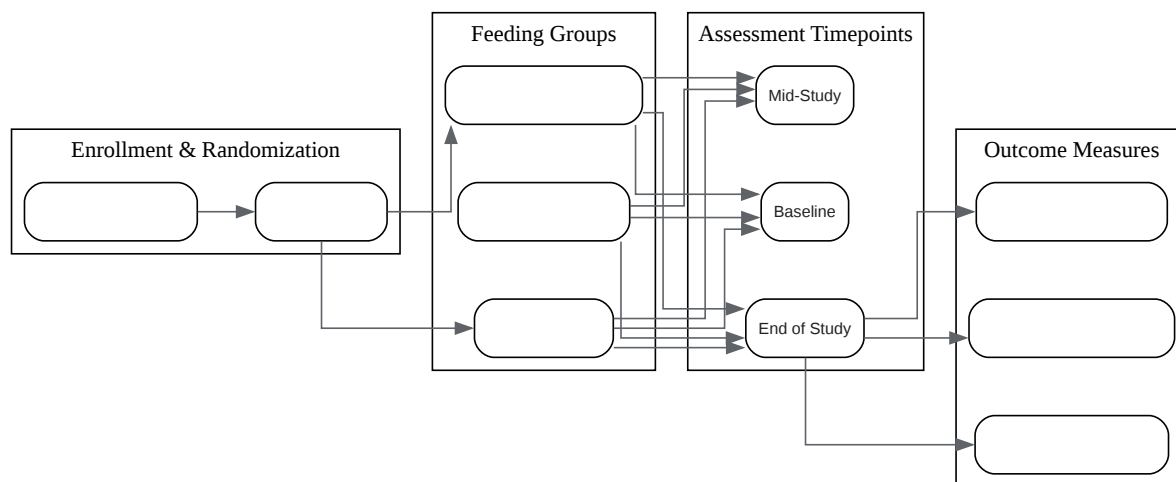 Feeding Groups
Assessment Timepoints
Mid-Study
Enrollment & Randomization
Outcome Measures
Baseline
End of Study